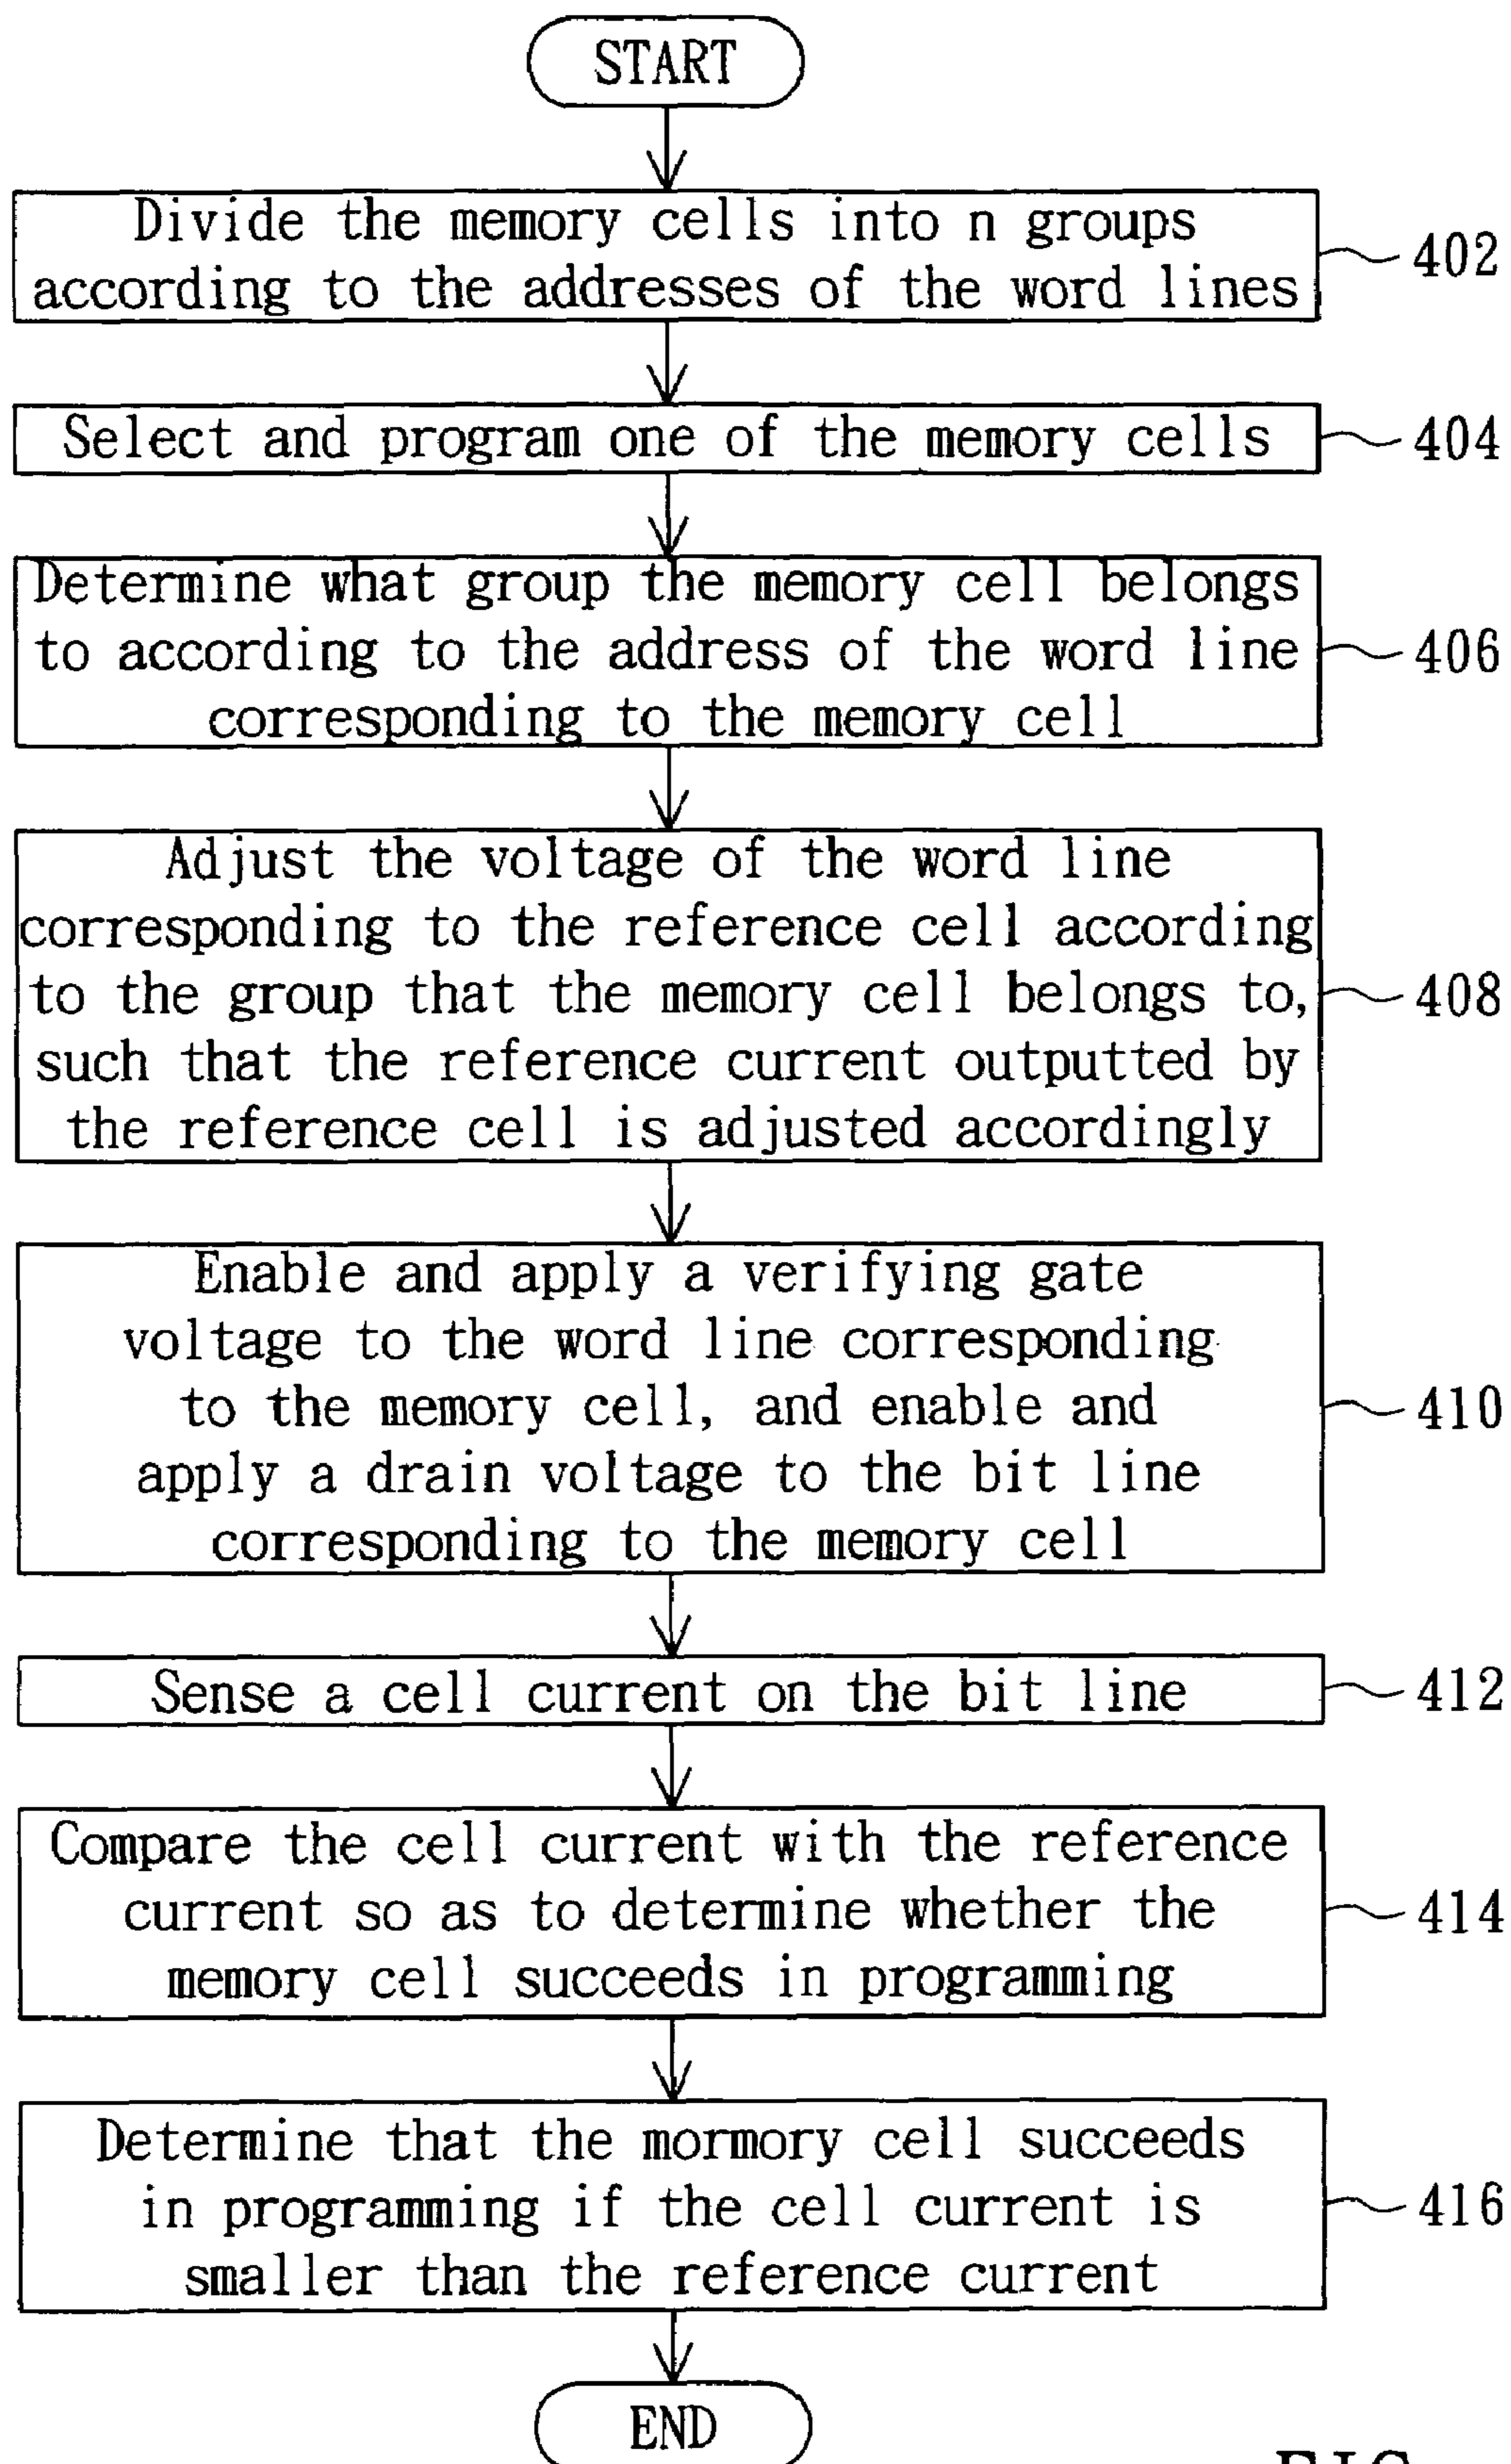 START
Divide the memory cells into n groups
according to the addresses of the word lines
402
Select and program one of the memory cells
404
Determine what group the memory cell belongs
to according to the address of the word line
corresponding to the memory cell
406
Adjust the voltage of the word line
corresponding to the reference cell according
to the group that the memory cell belongs to,
such that the reference current outputted by
the reference cell is adjusted accordingly
408
Enable and apply a verifying gate
voltage to the word line corresponding
to the memory cell, and enable and
apply a drain voltage to the bit line
corresponding to the memory cell
410
Sense a cell current on the bit line
412
Compare the cell current with the reference
current so as to determine whether the
memory cell succeeds in programming
414
Determine that the mormory cell succeeds
in programming if the cell current is
smaller than the reference current
416
END